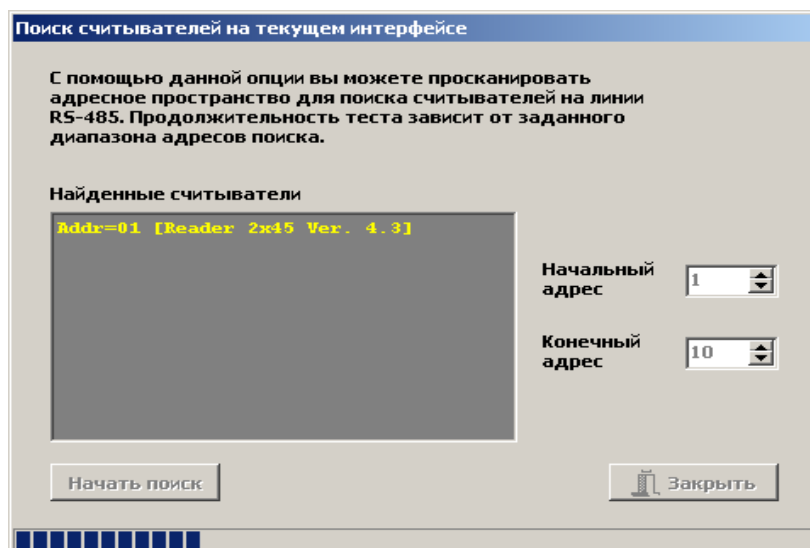 Поиск считывателей на текущем интерфейсе
С помощью данной опции вы можете просканировать
адресное пространство для поиска считывателей на линии
RS-485. Продолжительность теста зависит от заданного
диапазона адресов поиска.
Найденные считыватели
Addr=01 [Reader 2x45 Ver. 4.3]
Начальный
адрес
1
Конечный
адрес
10
Начать поиск
Закрыть